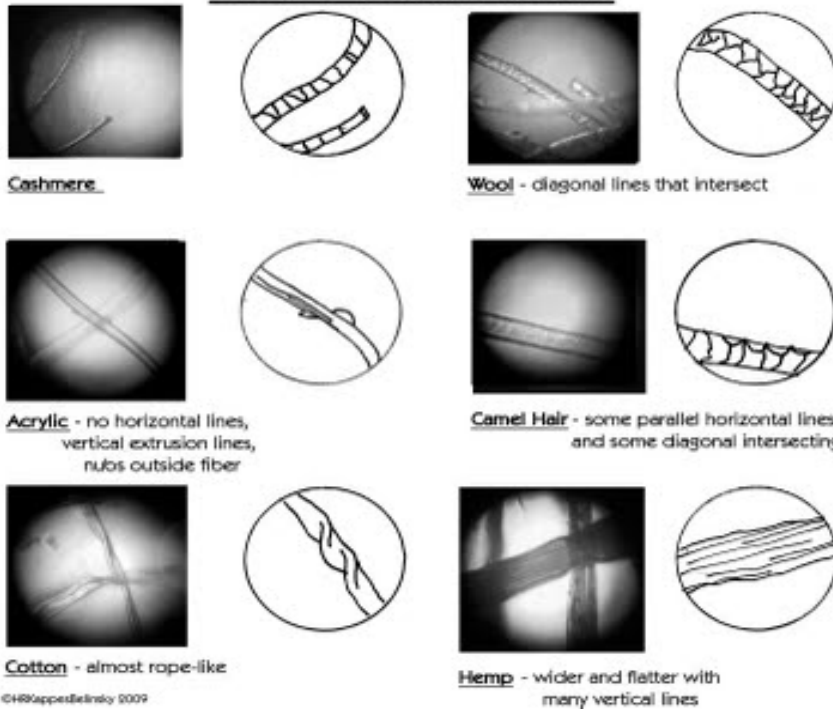 Cashmere
Wool - diagonal lines that intersect
Acrylic - no horizontal lines,
vertical extrusion lines,
nubs outside fiber
Camel Hair - some parallel horizontal lines
and some diagonal intersecting
Cotton - almost rope-like
Hemp - wider and flatter with
many vertical lines
©HRKappesBelinsky 2009